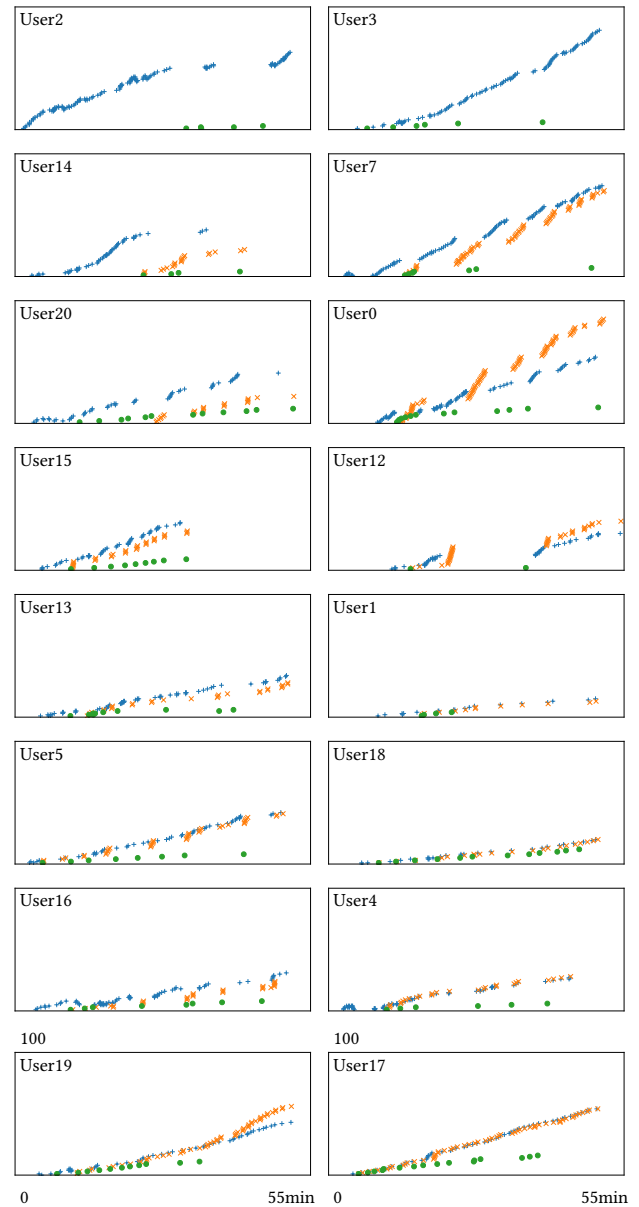 User2 User3
User14 User7
User20 User0
User15 User12
User13 User1
User5 User18
User16 User4
100 100
User19 User17
0 55min 0 55min